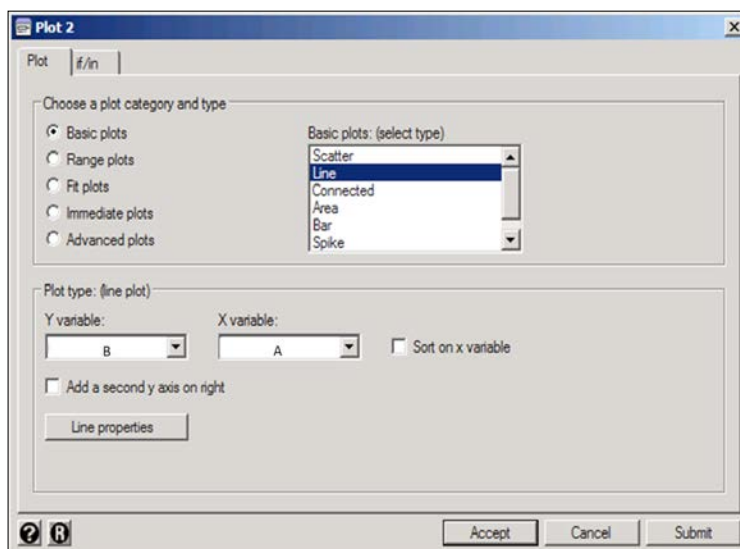 Plot 2
Plot
if/in
Choose a plot category and type
Basic plots
Range plots
Fit plots
Immediate plots
Advanced plots
Basic plots: (select type)
Scatter
Line
Connected
Area
Bar
Spike
Plot type: (line plot)
Y variable:
X variable:
B
A
Sort on x variable
Add a second y axis on right
Line properties
? R
Accept
Cancel
Submit